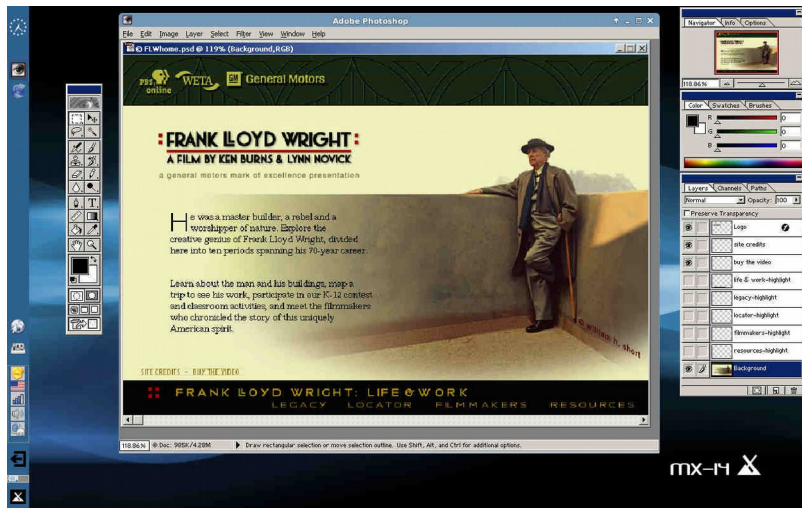 Adobe Photoshop
File Edit Image Layer Select Filter View Window Help
© FLWhome.psd @ 119% (Background,RGB)
PBS online
WETA
GM General Motors
FRANK LLOYD WRIGHT
A FILM BY KEN BURNS & LYNN NOVICK
a general motors mark of excellence presentation
He was a master builder, a rebel and a
worshipper of nature. Explore the
creative genius of Frank Lloyd Wright, divided
here into ten periods spanning his 70-year career.
Learn about the man and his buildings, map a
trip to see his work, participate in our K-12 contest
and classroom activities, and meet the filmmakers
who chronicled the story of this uniquely
American spirit.
© william h. short
SITE CREDITS - BUY THE VIDEO
FRANK LLOYD WRIGHT: LIFE & WORK
LEGACY LOCATOR FILMMAKERS RESOURCES
118.86% Doc: 985K/4.20M Draw rectangular selection or move selection outline. Use Shift, Alt, and Ctrl for additional options.
Navigator Info Options
118.86%
Color Swatches Brushes
R 0
G 0
B 0
Layers Channels Paths
Normal Opacity: 100
Preserve Transparency
Logo
site credits
buy the video
life & work-highlight
legacy-highlight
locator-highlight
filmmakers-highlight
resources-highlight
Background
mx-14